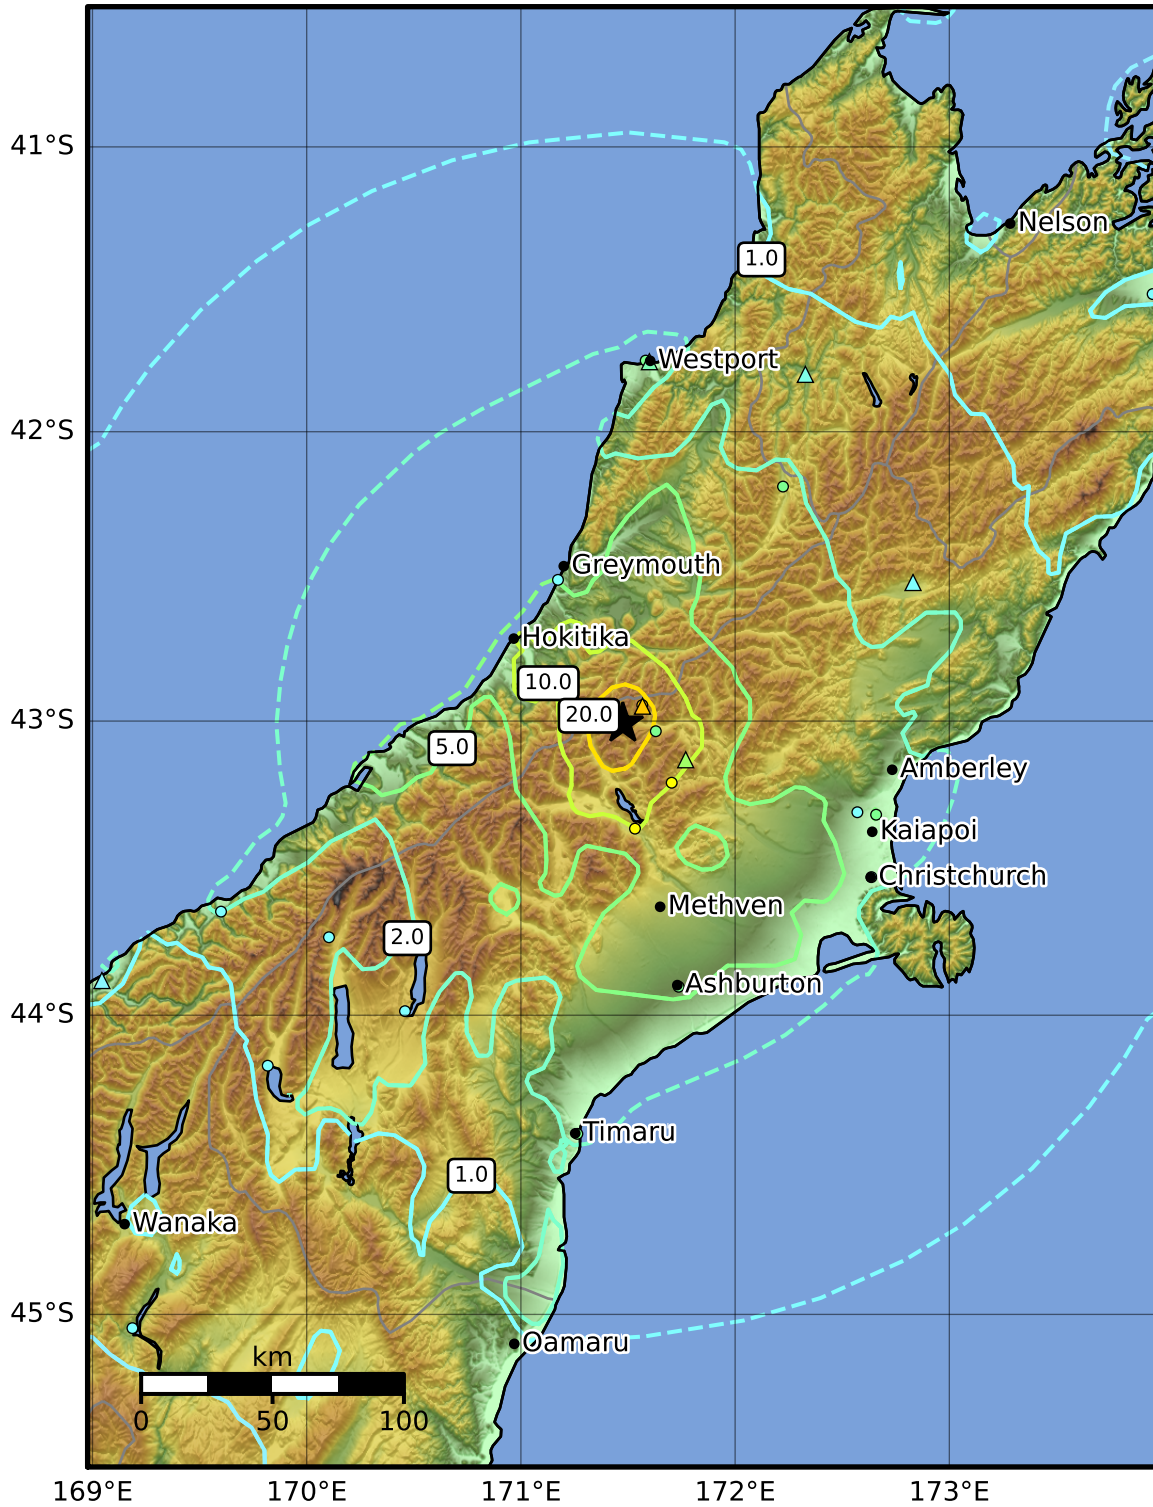 41°S
Nelson
1.0
Westport
42°S
Greymouth
Hokitika
10.0
20.0
43°S
5.0
Amberley
Kaiapoi
Christchurch
Methven
2.0
Ashburton
44°S
Timaru
1.0
Wanaka
45°S
Oamaru
km
0 50 100
169°E 170°E 171°E 172°E 173°E